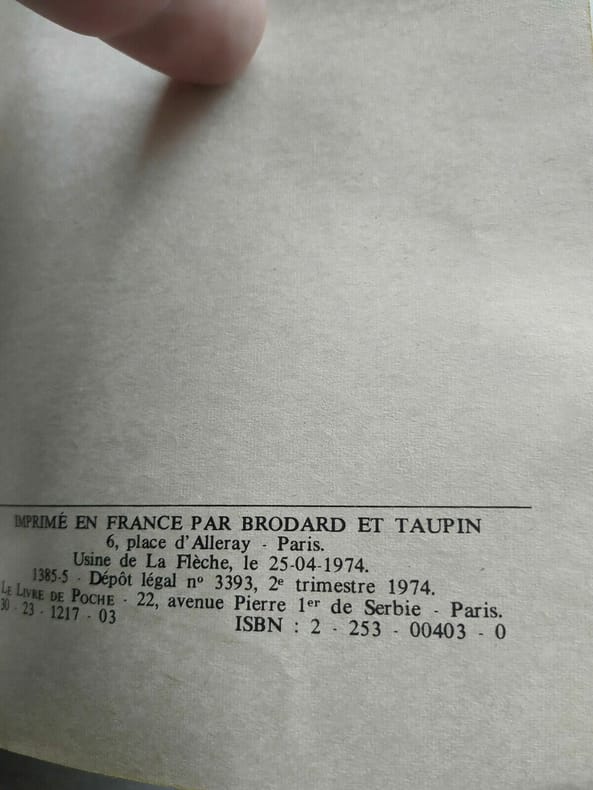 IMPRIMÉ EN FRANCE PAR BRODARD ET TAUPIN
6, place d'Alleray - Paris.
Usine de La Flèche, le 25-04-1974.
1385-5 - Dépôt légal nº 3393, 2e trimestre 1974.
LE LIVRE DE POCHE - 22, avenue Pierre 1er de Serbie - Paris.
30 - 23 - 1217 - 03 ISBN : 2 - 253 - 00403 - 0